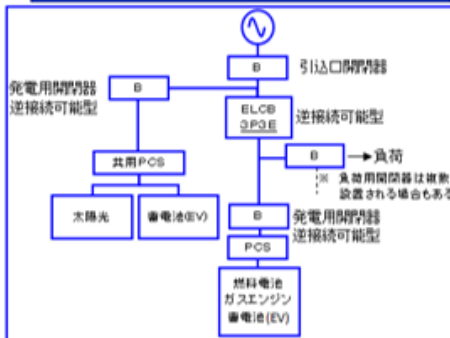 B
引込口開閉器
発電用開閉器
逆接続可能型
B
ELCB
3P3E
逆接続可能型
B
負荷
※ 負荷用開閉器は複数
設置される場合もある
共用PCS
太陽光
蓄電池(EV)
B
発電用開閉器
逆接続可能型
PCS
燃料電池
ガスエンジン
蓄電池(EV)